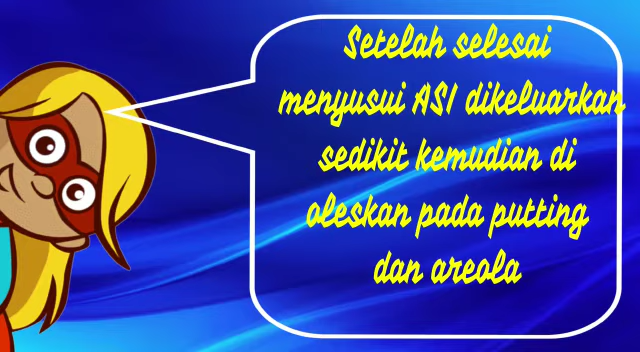 Setelah selesai
menyusui ASI dikeluarkan
sedikit kemudian di
oleskan pada putting
dan areola